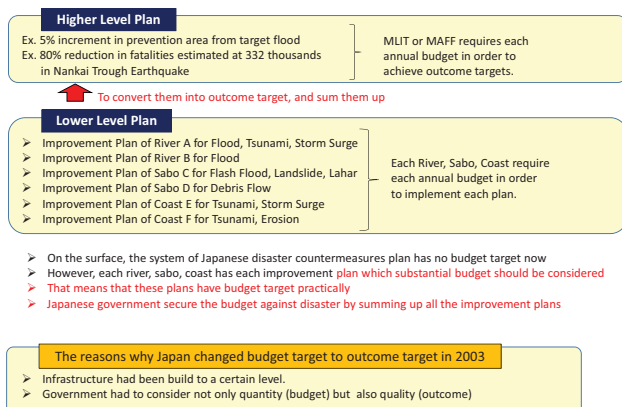 Higher Level Plan
Ex. 5% increment in prevention area from target flood
Ex. 80% reduction in fatalities estimated at 332 thousands
in Nankai Trough Earthquake
MLIT or MAFF requires each
annual budget in order to
achieve outcome targets.
To convert them into outcome target, and sum them up
Lower Level Plan
➢ Improvement Plan of River A for Flood, Tsunami, Storm Surge
➢ Improvement Plan of River B for Flood
➢ Improvement Plan of Sabo C for Flash Flood, Landslide, Lahar
➢ Improvement Plan of Sabo D for Debris Flow
➢ Improvement Plan of Coast E for Tsunami, Storm Surge
➢ Improvement Plan of Coast F for Tsunami, Erosion
Each River, Sabo, Coast require
each annual budget in order
to implement each plan.
➢ On the surface, the system of Japanese disaster countermeasures plan has no budget target now
➢ However, each river, sabo, coast has each improvement plan which substantial budget should be considered
➢ That means that these plans have budget target practically
➢ Japanese government secure the budget against disaster by summing up all the improvement plans
The reasons why Japan changed budget target to outcome target in 2003
➢ Infrastructure had been build to a certain level.
➢ Government had to consider not only quantity (budget) but also quality (outcome)